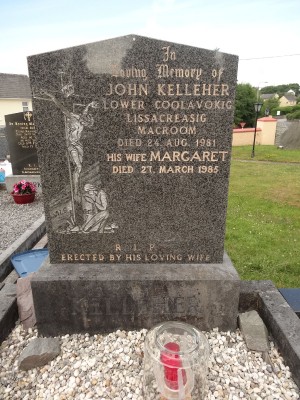 In
Loving Memory of
JOHN KELLEHER
LOWER COOLAVOKIG
LISSACREASIG
MACROOM
DIED 24 AUG. 1981
HIS WIFE MARGARET
DIED 27. MARCH 1985
R. I. P.
ERECTED BY HIS LOVING WIFE
KELLEHER